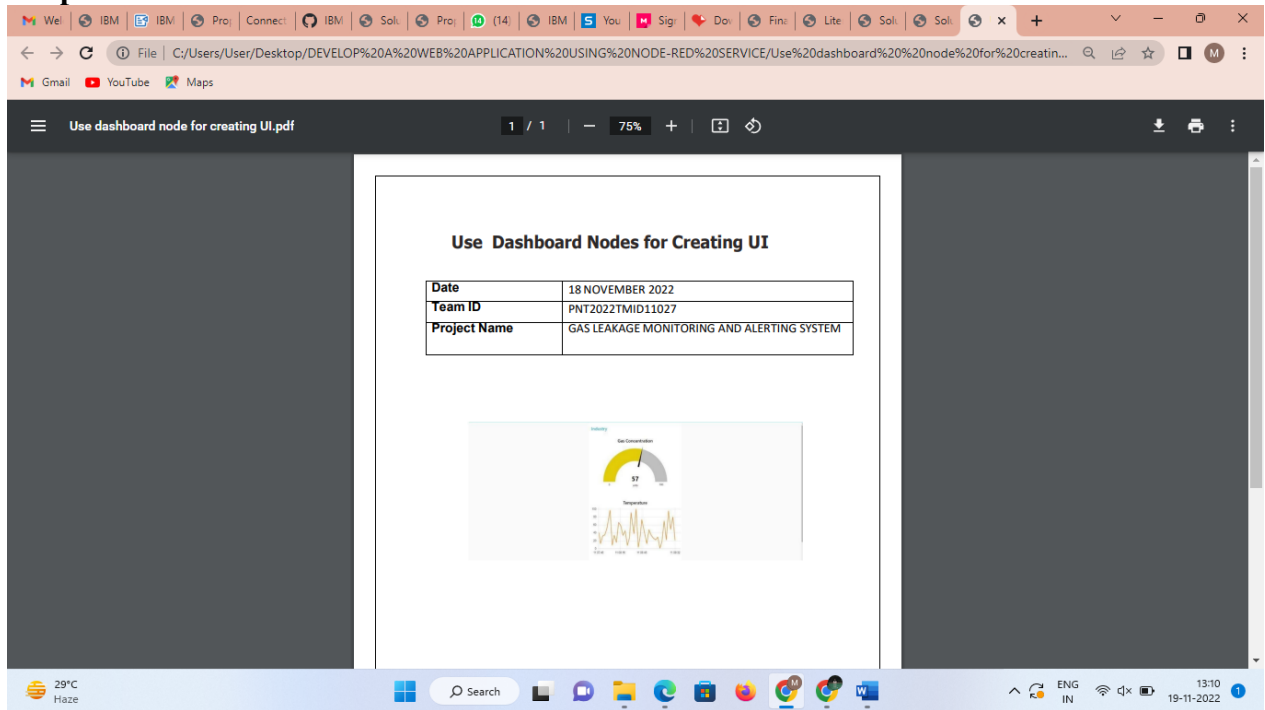 Wel IBM IBM Pro Connect IBM Solu Pro (14) IBM S You M Sign Dov Fina Lite Solu Solu
File C:/Users/User/Desktop/DEVELOP%20A%20WEB%20APPLICATION%20USING%20NODE-RED%20SERVICE/Use%20dashboard%20%20node%20for%20creatin... M
Gmail YouTube Maps
Use dashboard node for creating UI.pdf 1 / 1 75%
Use Dashboard Nodes for Creating UI
Date 18 NOVEMBER 2022
Team ID PNT2022TMID11027
Project Name GAS LEAKAGE MONITORING AND ALERTING SYSTEM
Industry
Gas Concentration
57
Temperature
29°C
Haze
Search
ENG
IN
13:10
19-11-2022
1